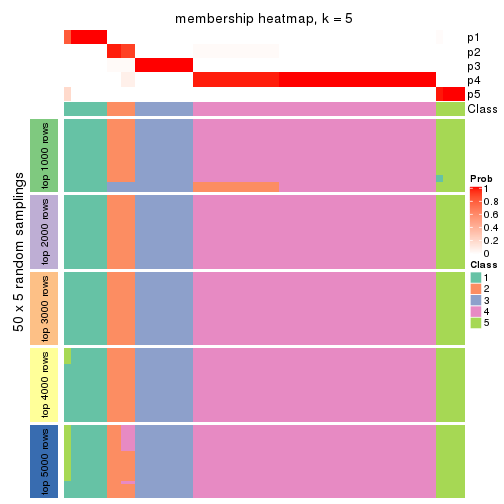 membership heatmap, k = 5
p1
p2
p3
p4
p5
Class
50 x 5 random samplings
top 1000 rows
top 2000 rows
top 3000 rows
top 4000 rows
top 5000 rows
Prob
1
0.8
0.6
0.4
0.2
0
Class
1
2
3
4
5